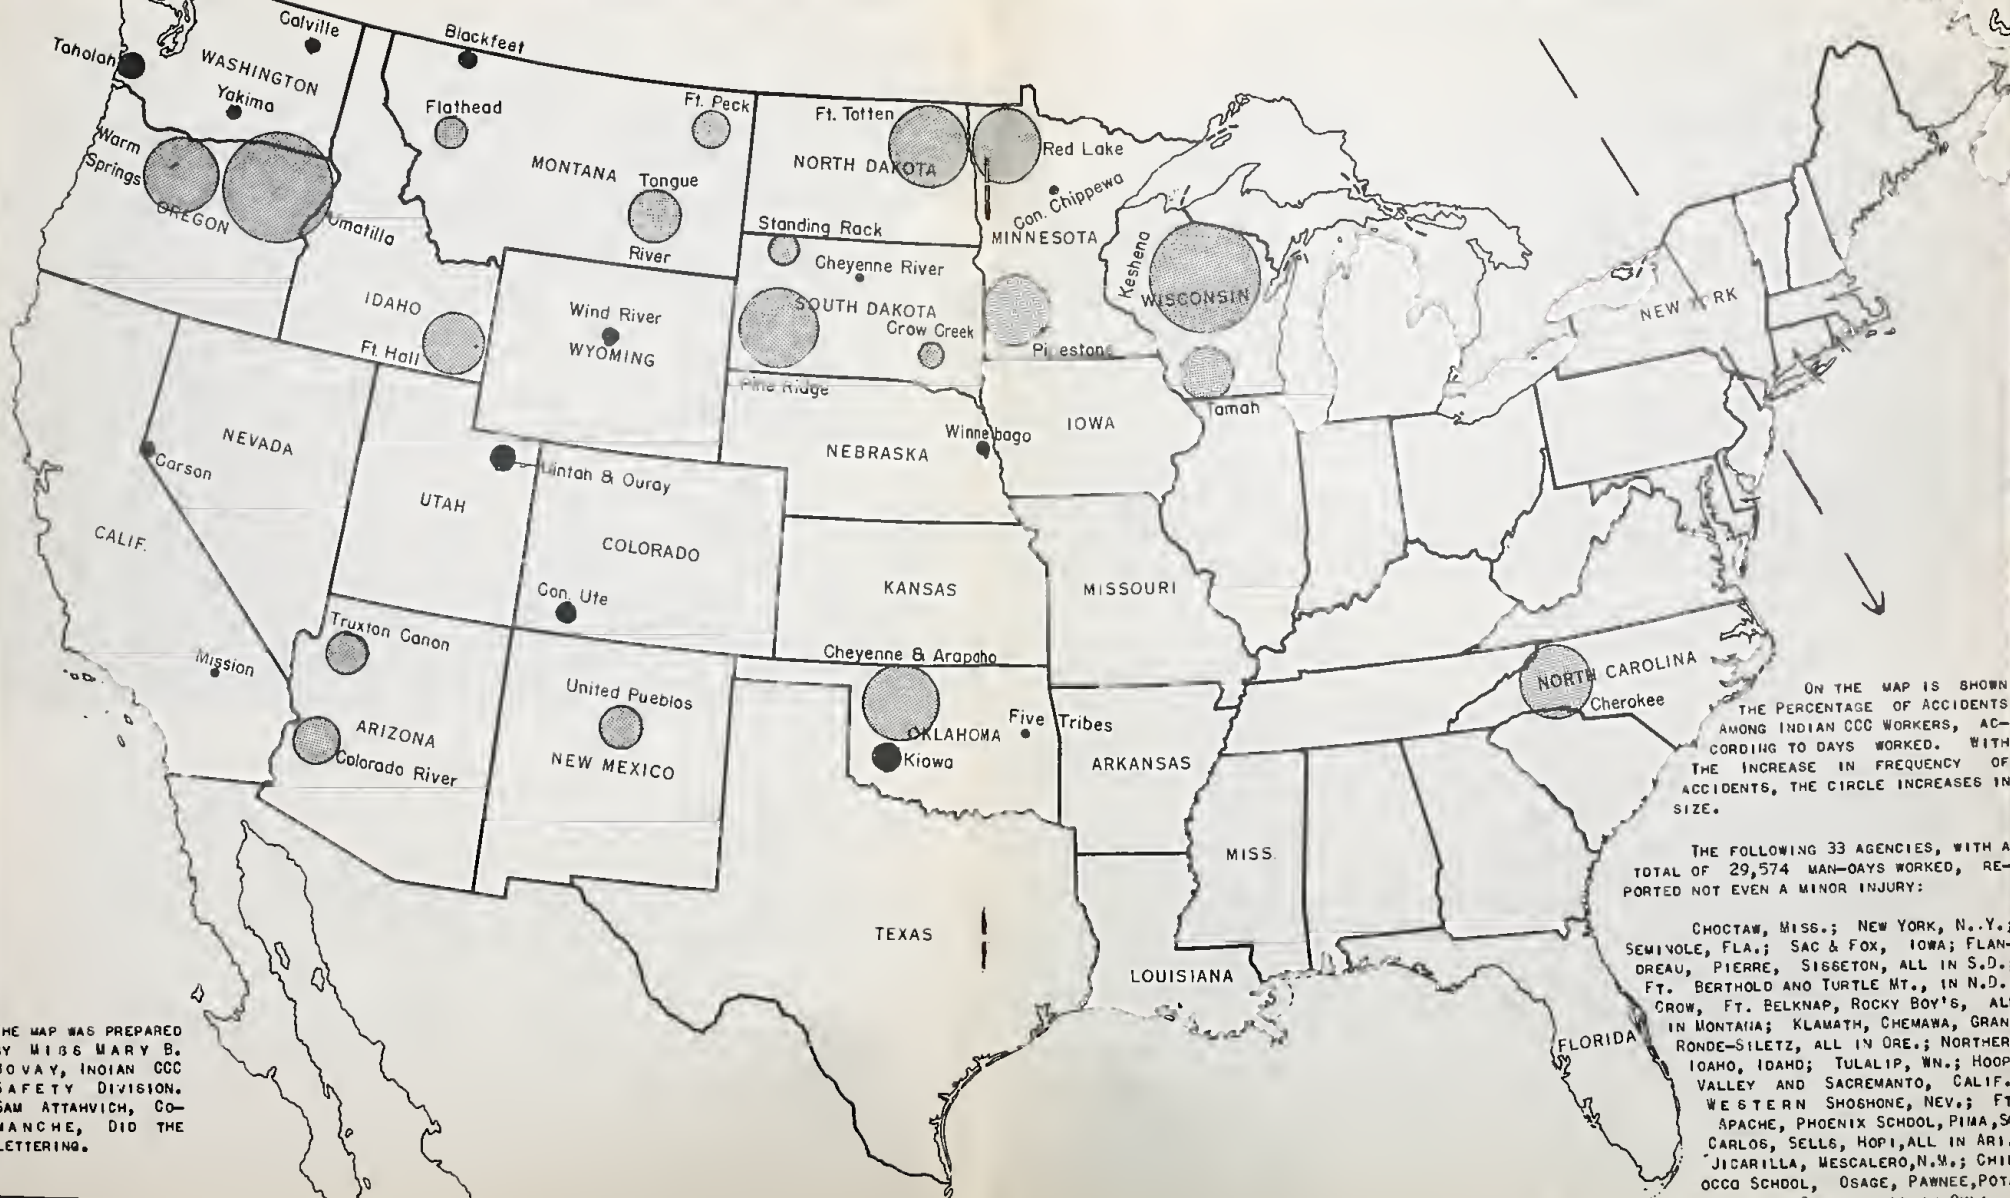 Colville
Taholah
WASHINGTON
Yakima
Blackfeet
Flathead
Ft. Peck
MONTANA
Tongue
River
Warm
Springs
OREGON
Umatilla
IDAHO
Ft. Hall
Ft. Totten
NORTH DAKOTA
Red Lake
Con. Chippewa
MINNESOTA
Standing Rock
Cheyenne River
SOUTH DAKOTA
Crow Creek
Pine Ridge
Pipestone
Keshena
WISCONSIN
Tomah
NEW YORK
Wind River
WYOMING
NEVADA
Carson
CALIF.
Mission
UTAH
Uintah & Ouray
COLORADO
Con. Ute
NEBRASKA
Winnebago
IOWA
KANSAS
MISSOURI
Truxton Canon
ARIZONA
Colorado River
United Pueblos
NEW MEXICO
Cheyenne & Arapaho
OKLAHOMA
Kiowa
Five Tribes
ARKANSAS
NORTH CAROLINA
Cherokee
MISS.
TEXAS
LOUISIANA
FLORIDA
ON THE MAP IS SHOWN
THE PERCENTAGE OF ACCIDENTS
AMONG INDIAN CCC WORKERS, AC-
CORDING TO DAYS WORKED. WITH
THE INCREASE IN FREQUENCY OF
ACCIDENTS, THE CIRCLE INCREASES IN
SIZE.
THE FOLLOWING 33 AGENCIES, WITH A
TOTAL OF 29,574 MAN-DAYS WORKED, RE-
PORTED NOT EVEN A MINOR INJURY:
CHOCTAW, MISS.; NEW YORK, N.Y.;
SEMINOLE, FLA.; SAC & FOX, IOWA; FLAN-
DREAU, PIERRE, SISSETON, ALL IN S.D.
FT. BERTHOLD AND TURTLE MT., IN N.D.
CROW, FT. BELKNAP, ROCKY BOY'S, AL
IN MONTANA; KLAMATH, CHEMAWA, GRAN
RONDE-SILETZ, ALL IN ORE.; NORTHER
IDAHO, IDAHO; TULALIP, WN.; HOOP
VALLEY AND SACREMANTO, CALIF.
WESTERN SHOSHONE, NEV.; FT
APACHE, PHOENIX SCHOOL, PIMA, S
CARLOS, SELLS, HOPI, ALL IN ARI.
JICARILLA, MESCALERO, N.M.; CHI
OCCO SCHOOL, OSAGE, PAWNEE, POT
HE MAP WAS PREPARED
Y MISS MARY B.
BOVAY, INDIAN CCC
SAFETY DIVISION.
SAM ATTAHVICH, CO-
MANCHE, DID THE
LETTERING.